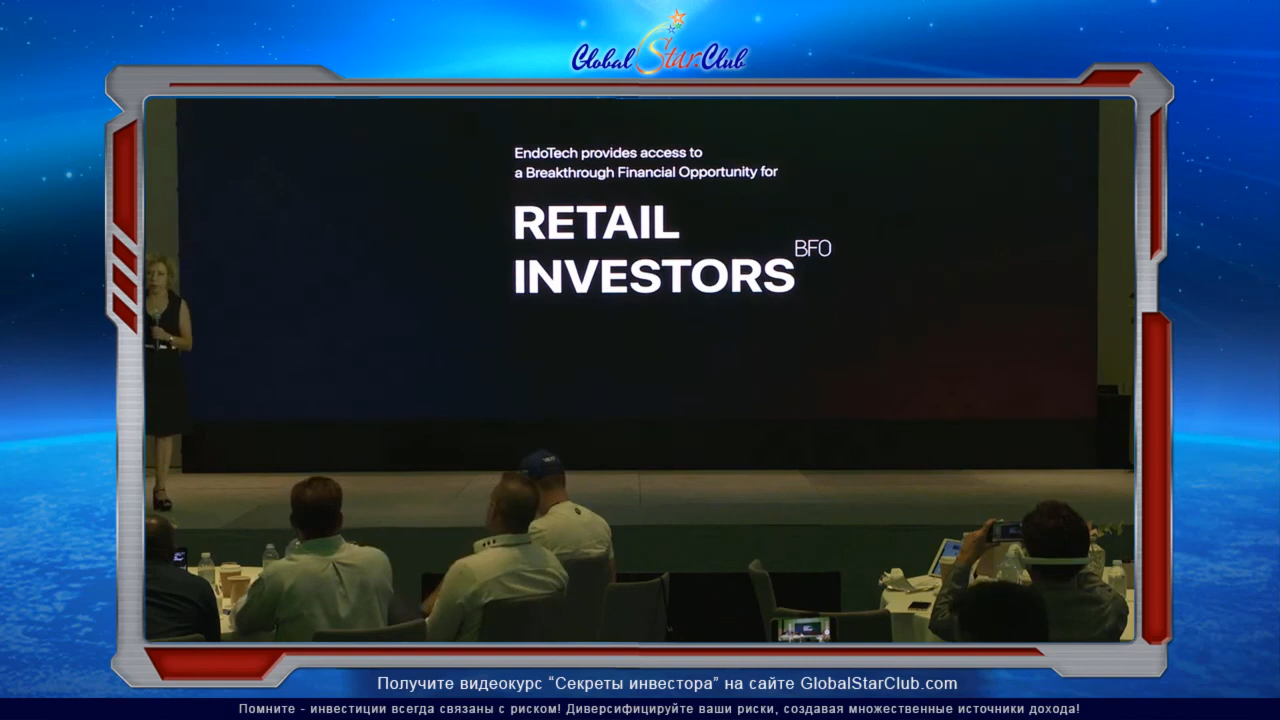 Global Star.Club
EndoTech provides access to
a Breakthrough Financial Opportunity for
RETAIL
INVESTORS
BFO
Получите видеокурс “Секреты инвестора” на сайте GlobalStarClub.com
Помните - инвестиции всегда связаны с риском! Диверсифицируйте ваши риски, создавая множественные источники дохода!